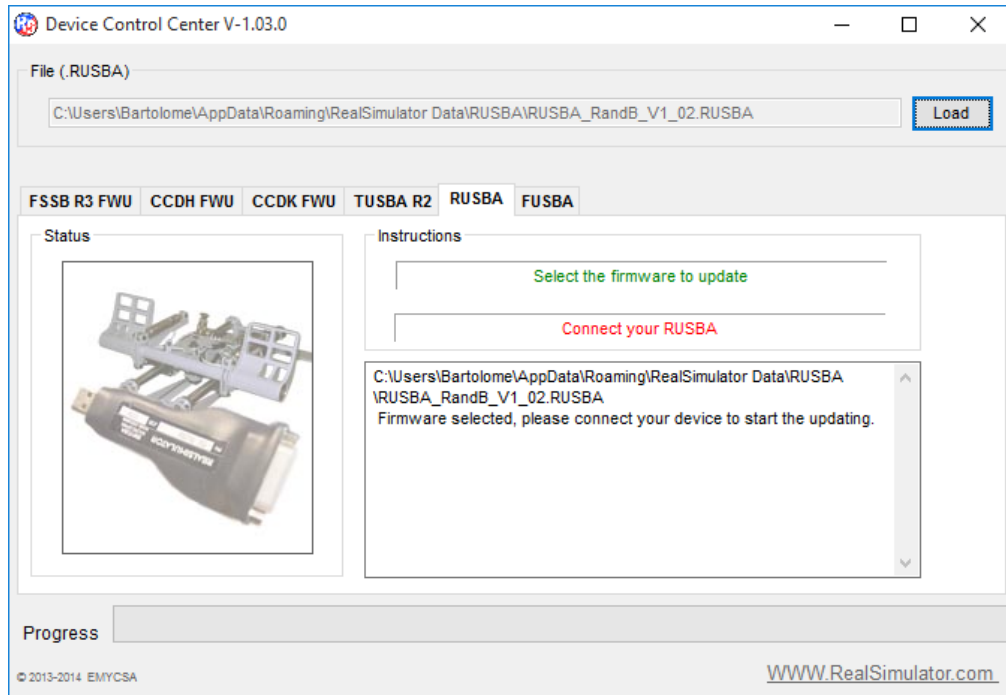 Device Control Center V-1.03.0
File (.RUSBA)
C:\Users\Bartolome\AppData\Roaming\RealSimulator Data\RUSBA\RUSBA_RandB_V1_02.RUSBA
Load
FSSB R3 FWU CCDH FWU CCDK FWU TUSBA R2 RUSBA FUSBA
Status
Instructions
Select the firmware to update
Connect your RUSBA
C:\Users\Bartolome\AppData\Roaming\RealSimulator Data\RUSBA
\RUSBA_RandB_V1_02.RUSBA
Firmware selected, please connect your device to start the updating.
REALSIMULATOR
Progress
© 2013-2014 EMYCSA
WWW.RealSimulator.com